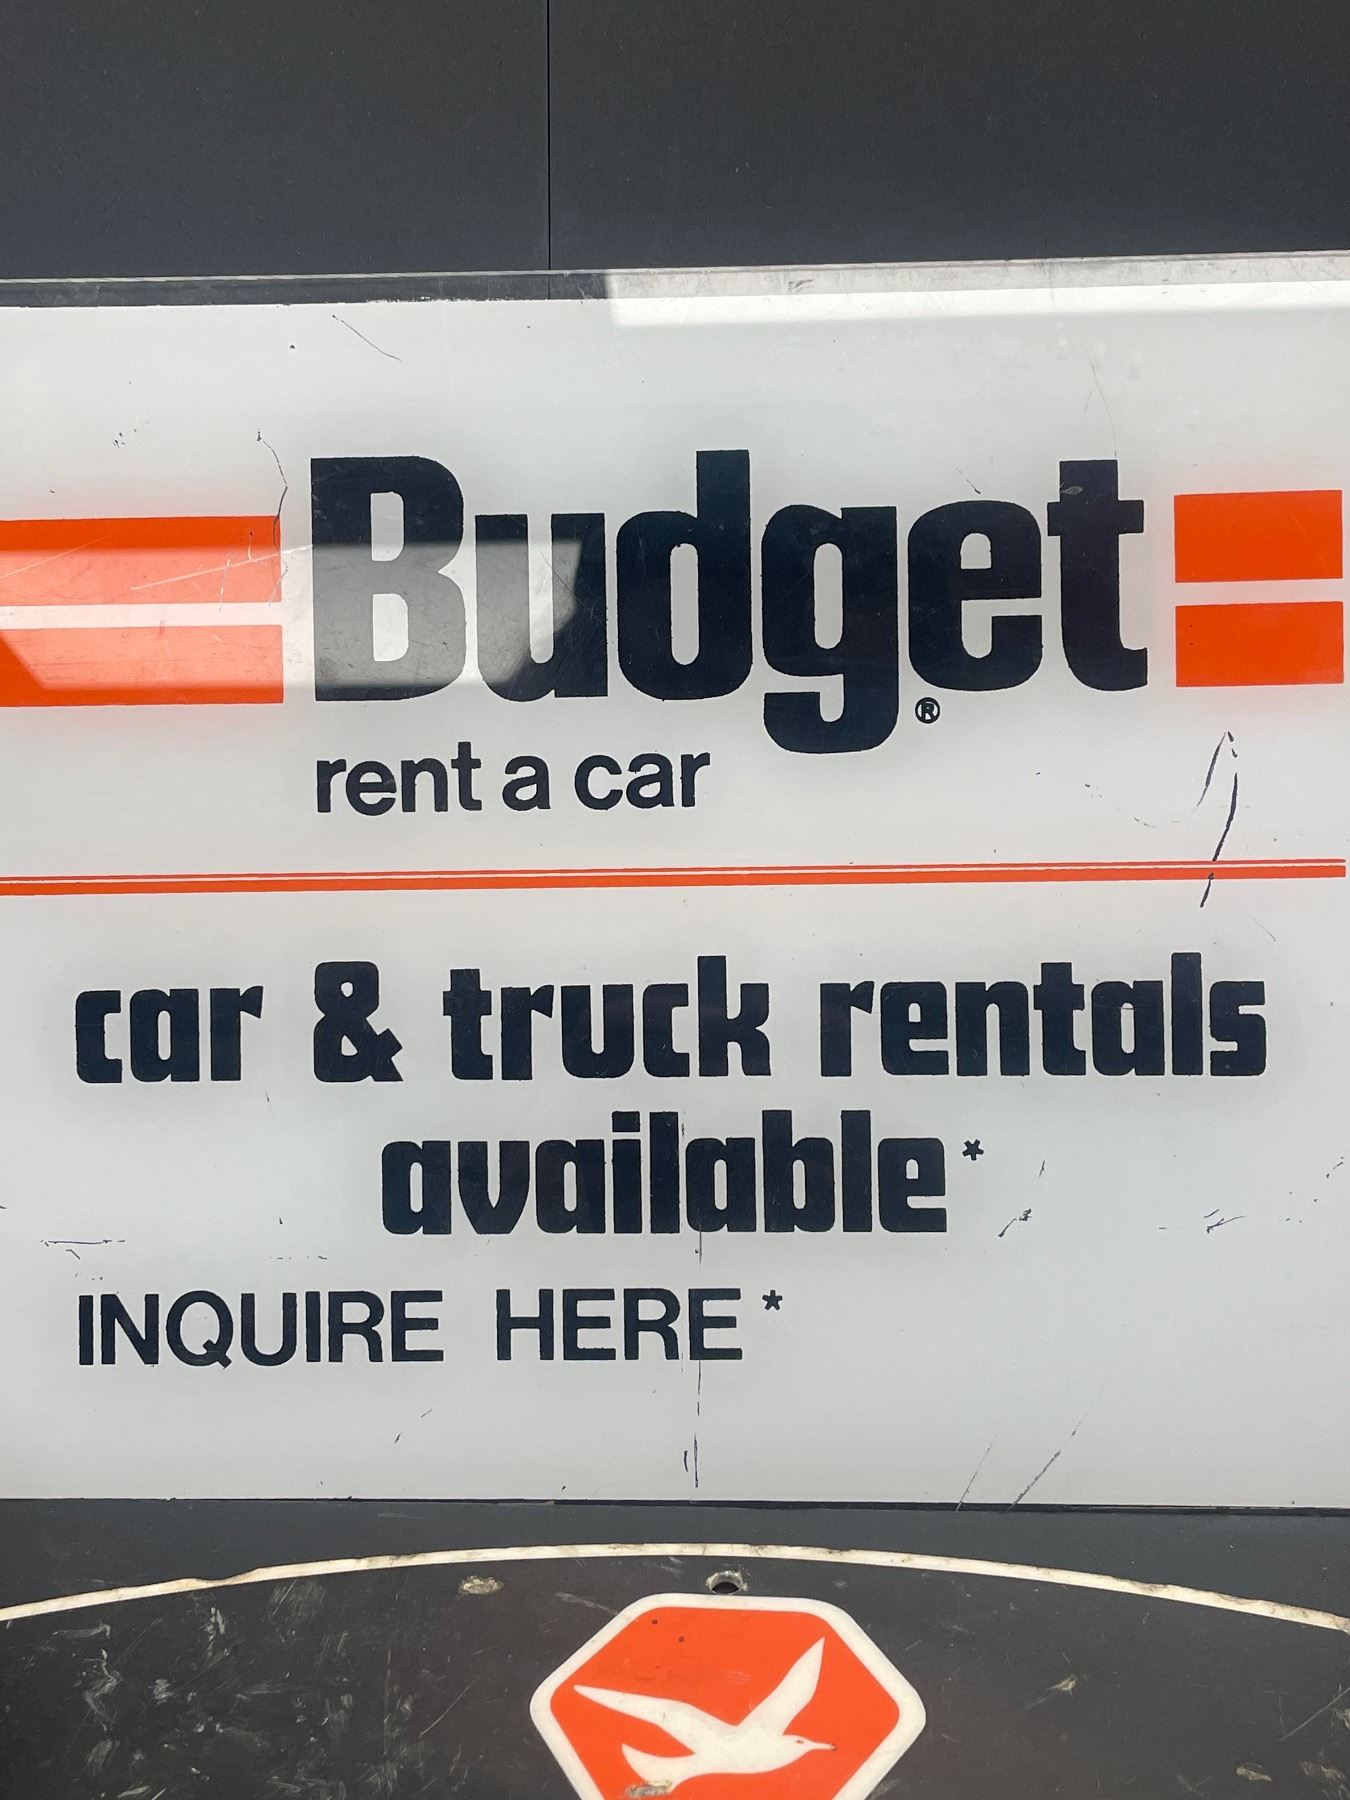 Budget®
rent a car
car & truck rentals
available*
INQUIRE HERE*